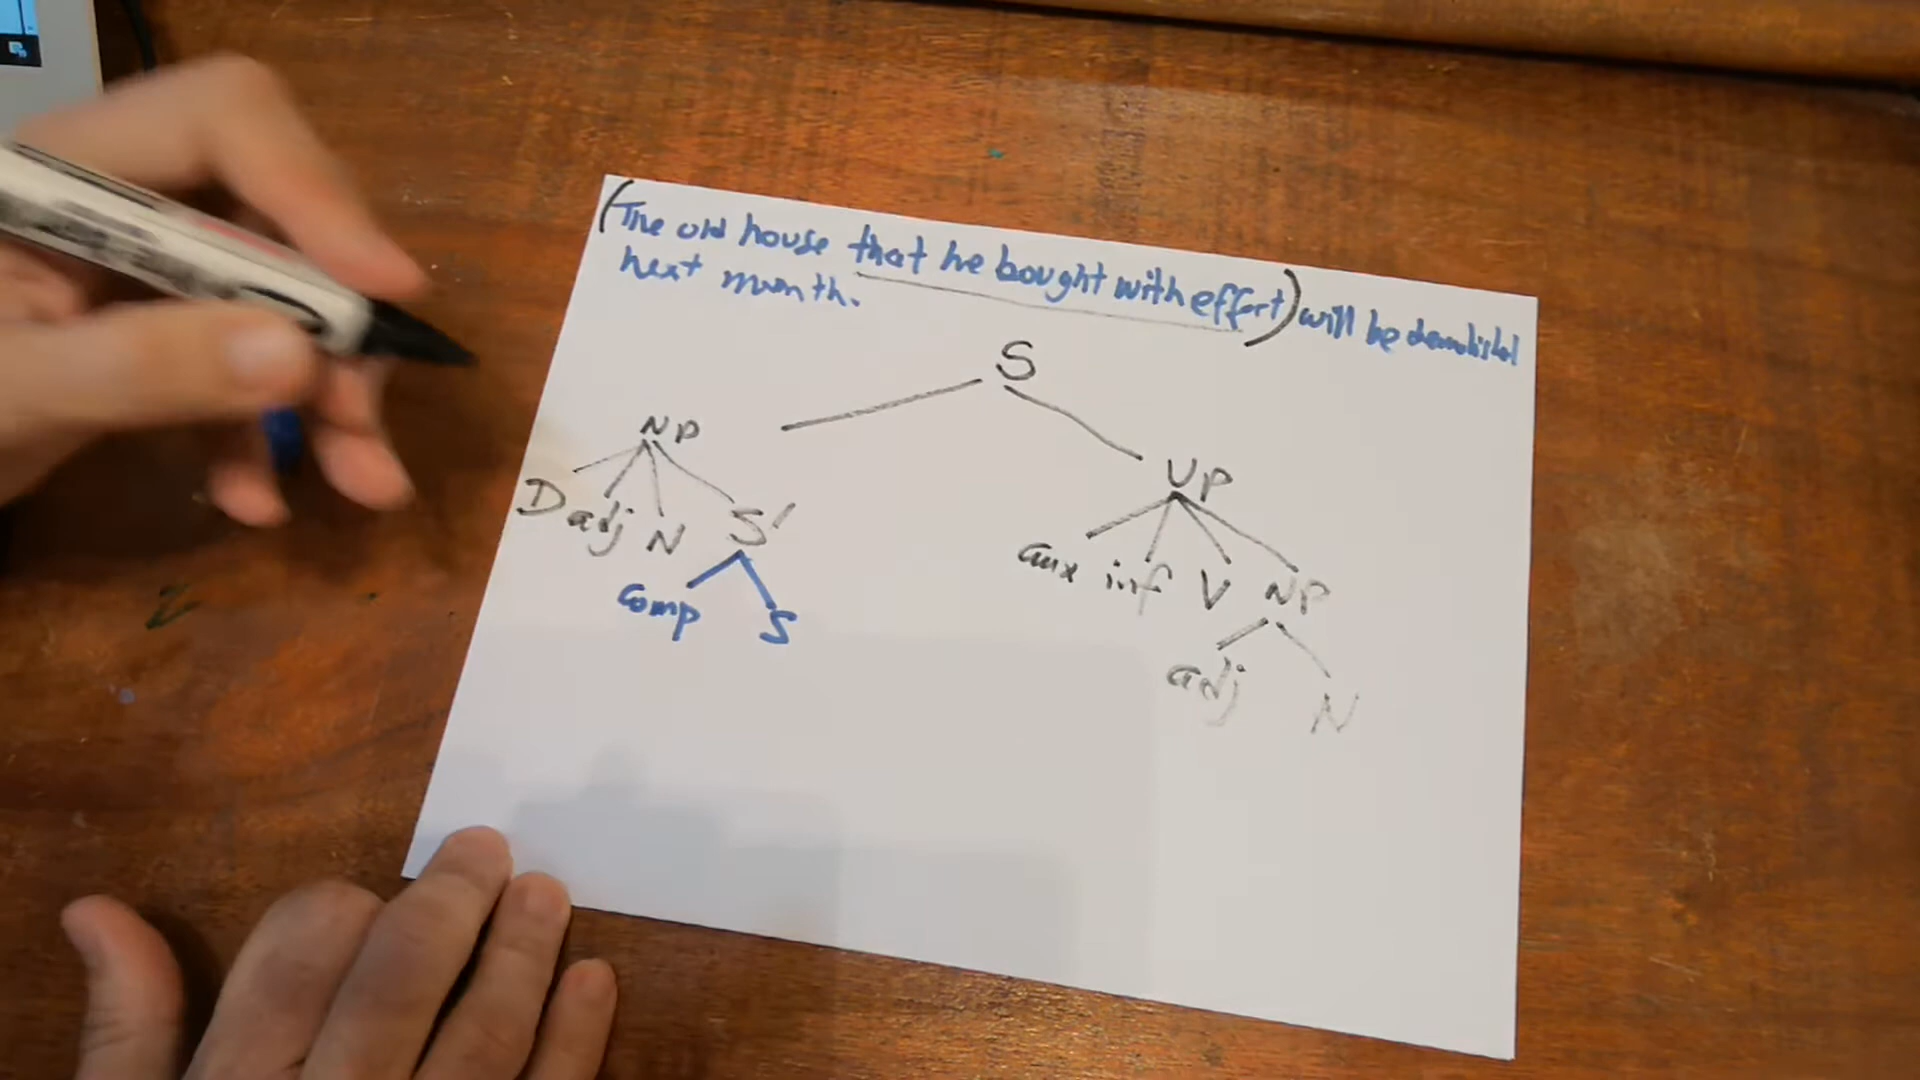 (The old house that he bought with effort) will be demolished
next month.
S
NP VP
D adj N S'
aux inf V NP
comp S
adj N